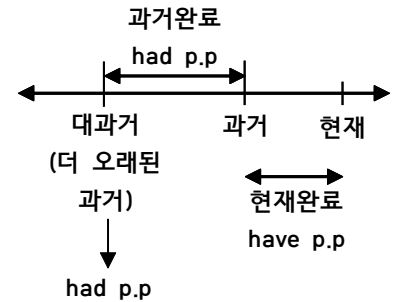 과거완료
had p.p
대과거
(더 오래된
과거)
과거
현재
현재완료
have p.p
had p.p